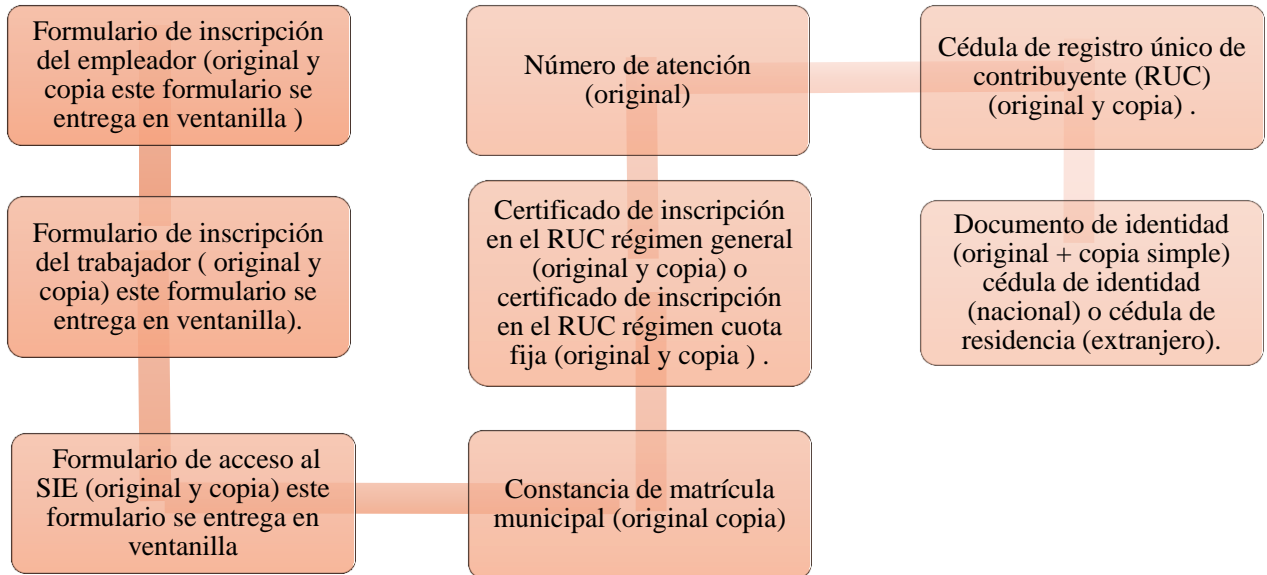 Formulario de inscripción
del empleador (original y
copia este formulario se
entrega en ventanilla )
Formulario de inscripción
del trabajador ( original y
copia) este formulario se
entrega en ventanilla).
Formulario de acceso al
SIE (original y copia) este
formulario se entrega en
ventanilla
Constancia de matrícula
municipal (original copia)
Certificado de inscripción
en el RUC régimen general
(original y copia) o
certificado de inscripción
en el RUC régimen cuota
fija (original y copia ) .
Número de atención
(original)
Cédula de registro único de
contribuyente (RUC)
(original y copia) .
Documento de identidad
(original + copia simple)
cédula de identidad
(nacional) o cédula de
residencia (extranjero).